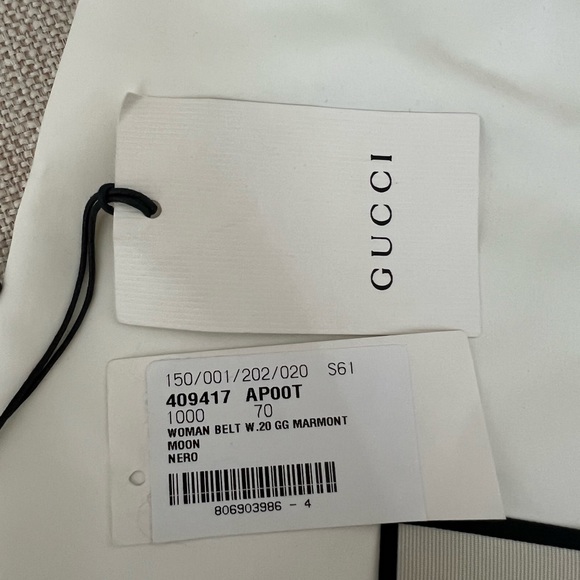 GUCCI
150/001/202/020 S61
409417 AP00T
1000 70
WOMAN BELT W.20 GG MARMONT
MOON
NERO
806903986 - 4